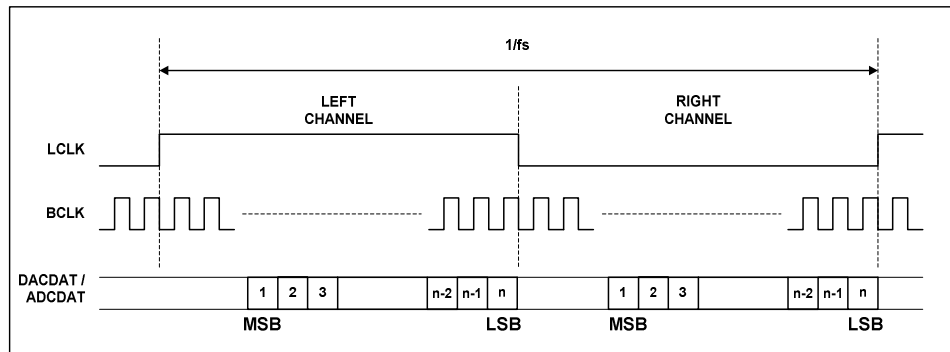 1/fs
LEFT
CHANNEL
RIGHT
CHANNEL
LCLK
BCLK
DACDAT /
ADCDAT
1 2 3 n-2 n-1 n 1 2 3 n-2 n-1 n
MSB LSB MSB LSB